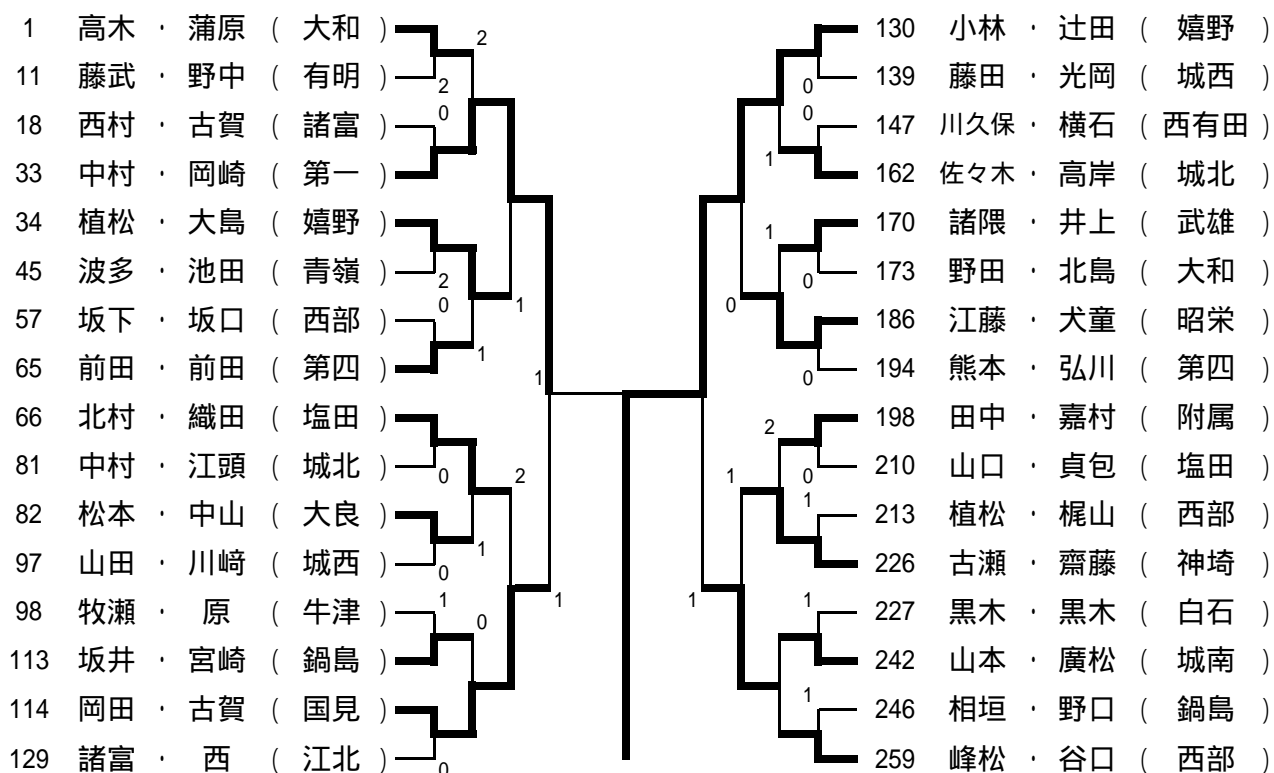 1 高木 ・ 蒲原 ( 大和 ) 2 130 小林 ・ 辻田 ( 嬉野 )
11 藤武 ・ 野中 ( 有明 ) 2 0 139 藤田 ・ 光岡 ( 城西 )
18 西村 ・ 古賀 ( 諸富 ) 0 0 147 川久保 ・ 横石 ( 西有田 )
33 中村 ・ 岡崎 ( 第一 ) 1 162 佐々木 ・ 高岸 ( 城北 )
34 植松 ・ 大島 ( 嬉野 ) 1 170 諸隈 ・ 井上 ( 武雄 )
45 波多 ・ 池田 ( 青嶺 ) 2 0 173 野田 ・ 北島 ( 大和 )
57 坂下 ・ 坂口 ( 西部 ) 0 1 0 186 江藤 ・ 犬童 ( 昭栄 )
65 前田 ・ 前田 ( 第四 ) 1 1 0 194 熊本 ・ 弘川 ( 第四 )
66 北村 ・ 織田 ( 塩田 ) 2 198 田中 ・ 嘉村 ( 附属 )
81 中村 ・ 江頭 ( 城北 ) 0 2 1 0 210 山口 ・ 貞包 ( 塩田 )
82 松本 ・ 中山 ( 大良 ) 1 213 植松 ・ 梶山 ( 西部 )
97 山田 ・ 川﨑 ( 城西 ) 0 1 226 古瀬 ・ 齋藤 ( 神埼 )
98 牧瀬 ・ 原 ( 牛津 ) 1 0 1 1 1 227 黒木 ・ 黒木 ( 白石 )
113 坂井 ・ 宮崎 ( 鍋島 ) 242 山本 ・ 廣松 ( 城南 )
114 岡田 ・ 古賀 ( 国見 ) 1 246 相垣 ・ 野口 ( 鍋島 )
129 諸富 ・ 西 ( 江北 ) 0 259 峰松 ・ 谷口 ( 西部 )